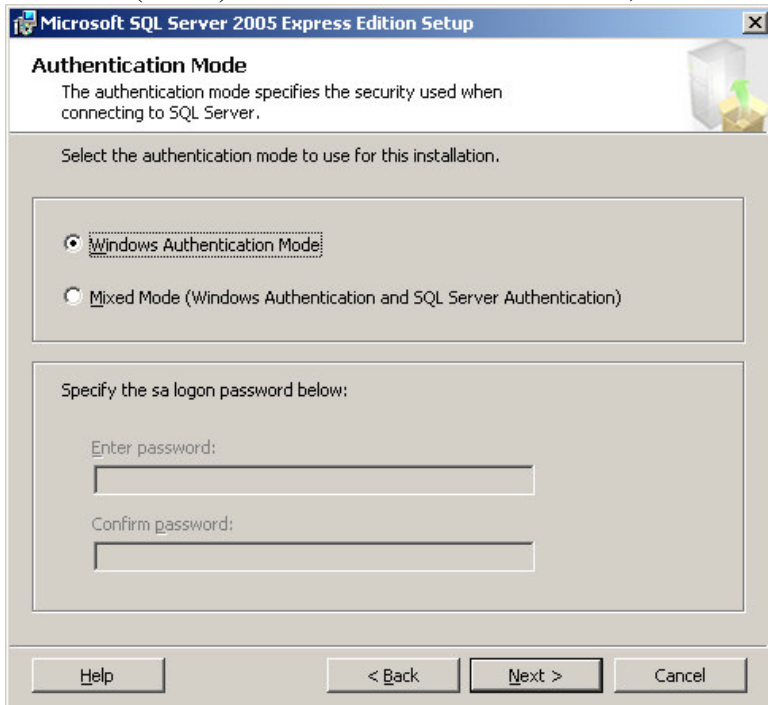 Microsoft SQL Server 2005 Express Edition Setup
Authentication Mode
The authentication mode specifies the security used when
connecting to SQL Server.
Select the authentication mode to use for this installation.
Windows Authentication Mode
Mixed Mode (Windows Authentication and SQL Server Authentication)
Specify the sa logon password below:
Enter password:
Confirm password:
Help
< Back
Next >
Cancel